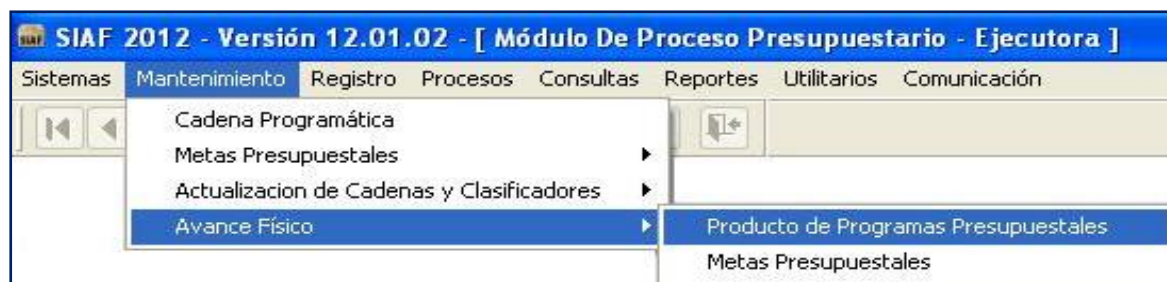 SIAF 2012 - Versión 12.01.02 - [ Módulo De Proceso Presupuestario - Ejecutora ]
Sistemas Mantenimiento Registro Procesos Consultas Reportes Utilitarios Comunicación
Cadena Programática
Metas Presupuestales
Actualizacion de Cadenas y Clasificadores
Avance Físico
Producto de Programas Presupuestales
Metas Presupuestales